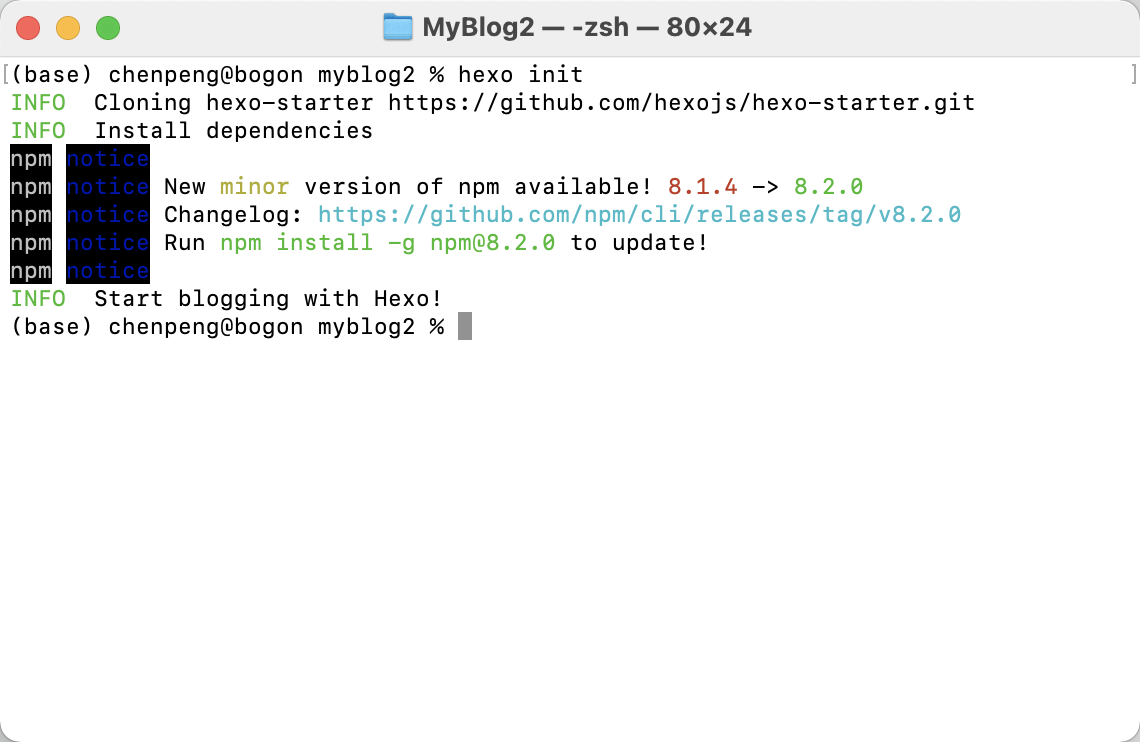 MyBlog2 — -zsh — 80×24
[(base) chenpeng@bogon myblog2 % hexo init ]
INFO  Cloning hexo-starter https://github.com/hexojs/hexo-starter.git
INFO  Install dependencies
npm notice
npm notice New minor version of npm available! 8.1.4 -> 8.2.0
npm notice Changelog: https://github.com/npm/cli/releases/tag/v8.2.0
npm notice Run npm install -g npm@8.2.0 to update!
npm notice
INFO  Start blogging with Hexo!
(base) chenpeng@bogon myblog2 %